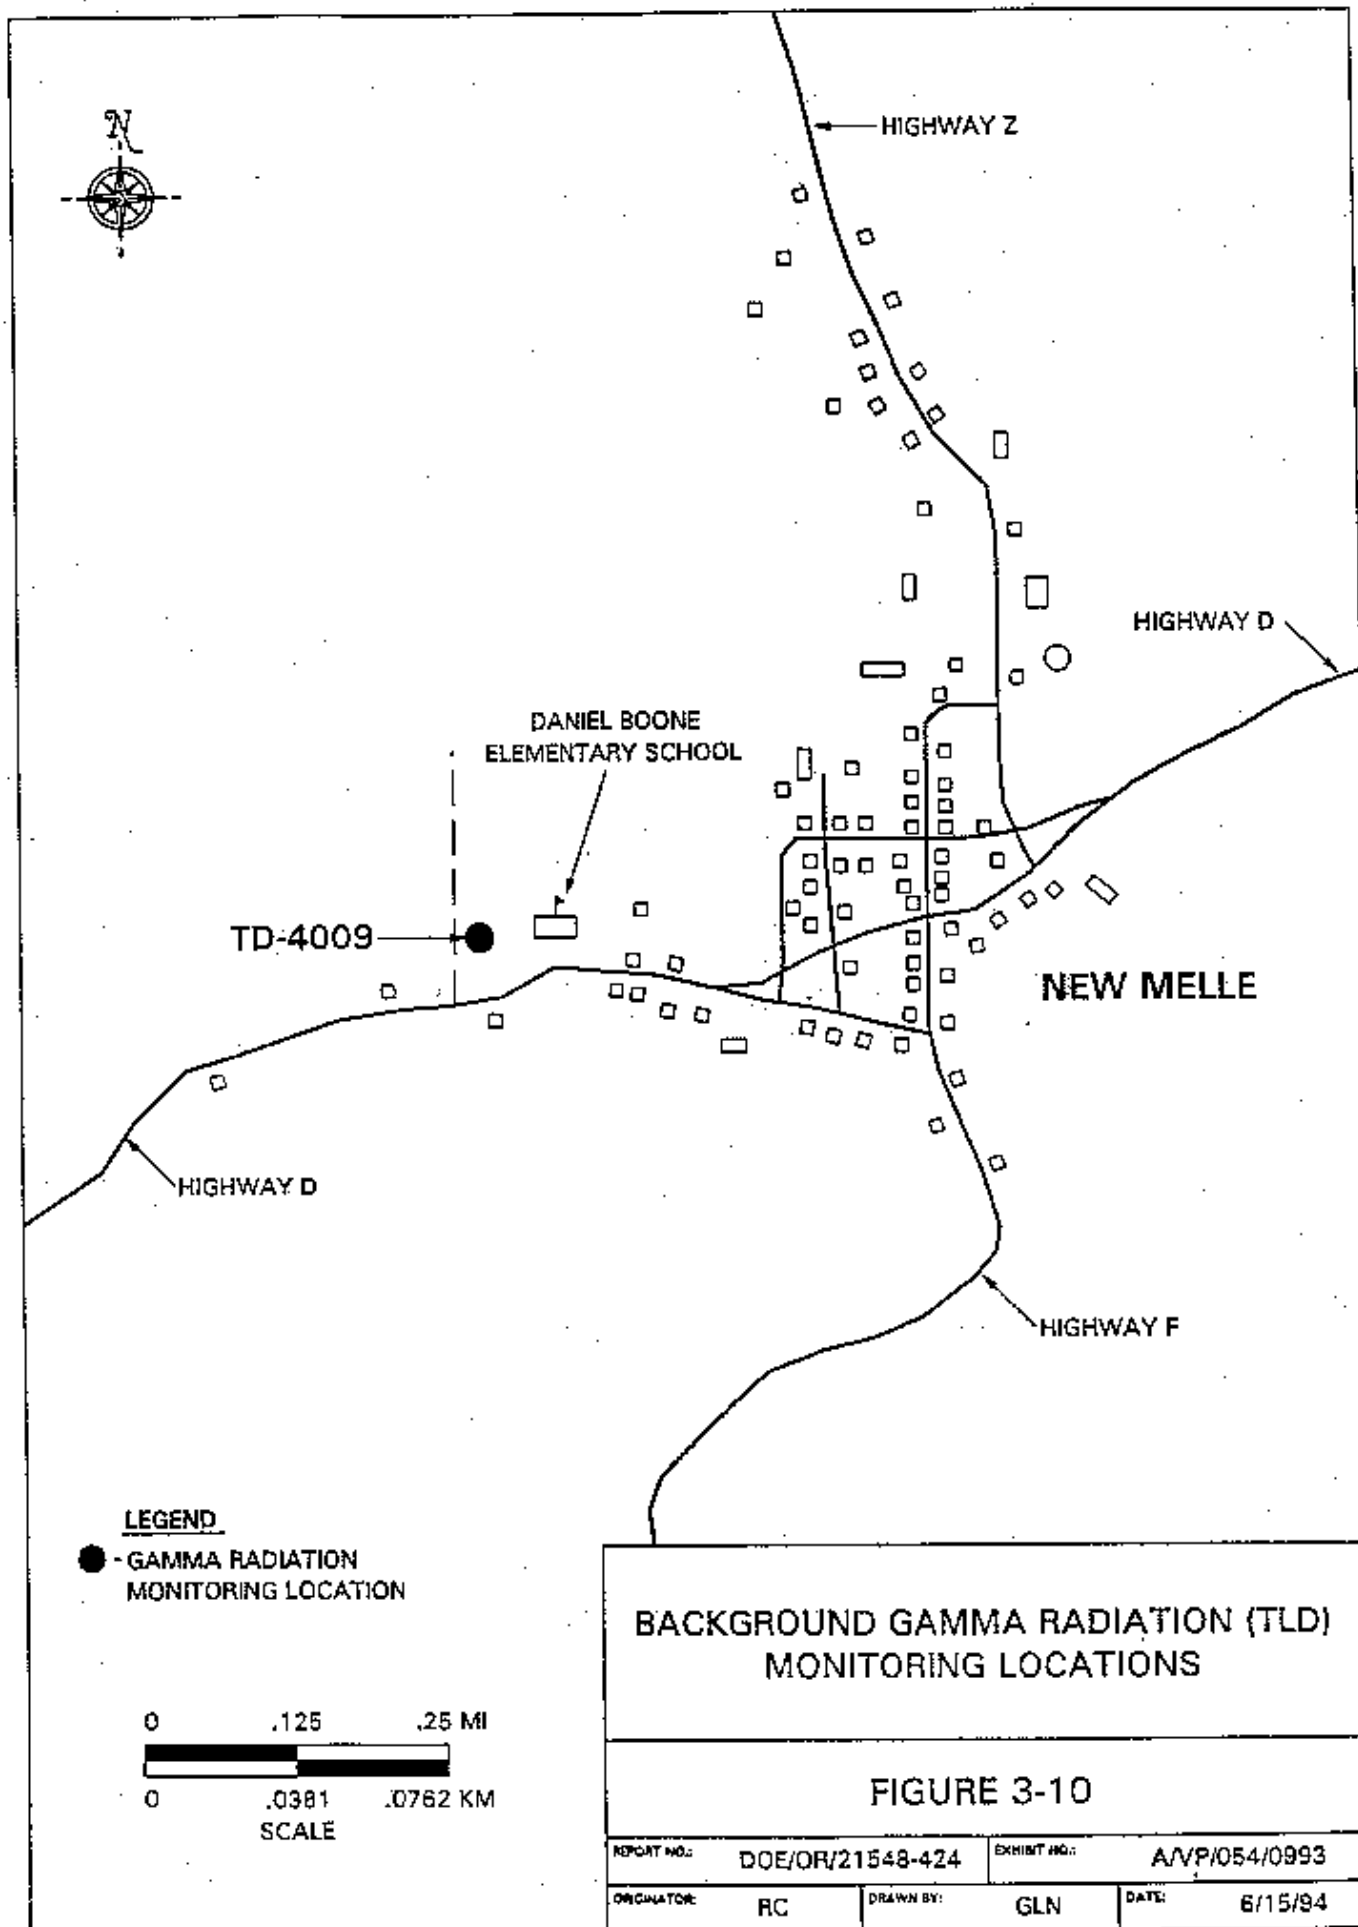 N
HIGHWAY Z
HIGHWAY D
DANIEL BOONE
ELEMENTARY SCHOOL
TD-4009
NEW MELLE
HIGHWAY D
HIGHWAY F
LEGEND
- GAMMA RADIATION
MONITORING LOCATION
0 .125 .25 MI
0 .0381 .0762 KM
SCALE
BACKGROUND GAMMA RADIATION (TLD)
MONITORING LOCATIONS
FIGURE 3-10
REPORT NO.: DOE/OR/21548-424 EXHIBIT NO.: A/VP/054/0993
ORIGINATOR: RC DRAWN BY: GLN DATE: 6/15/94